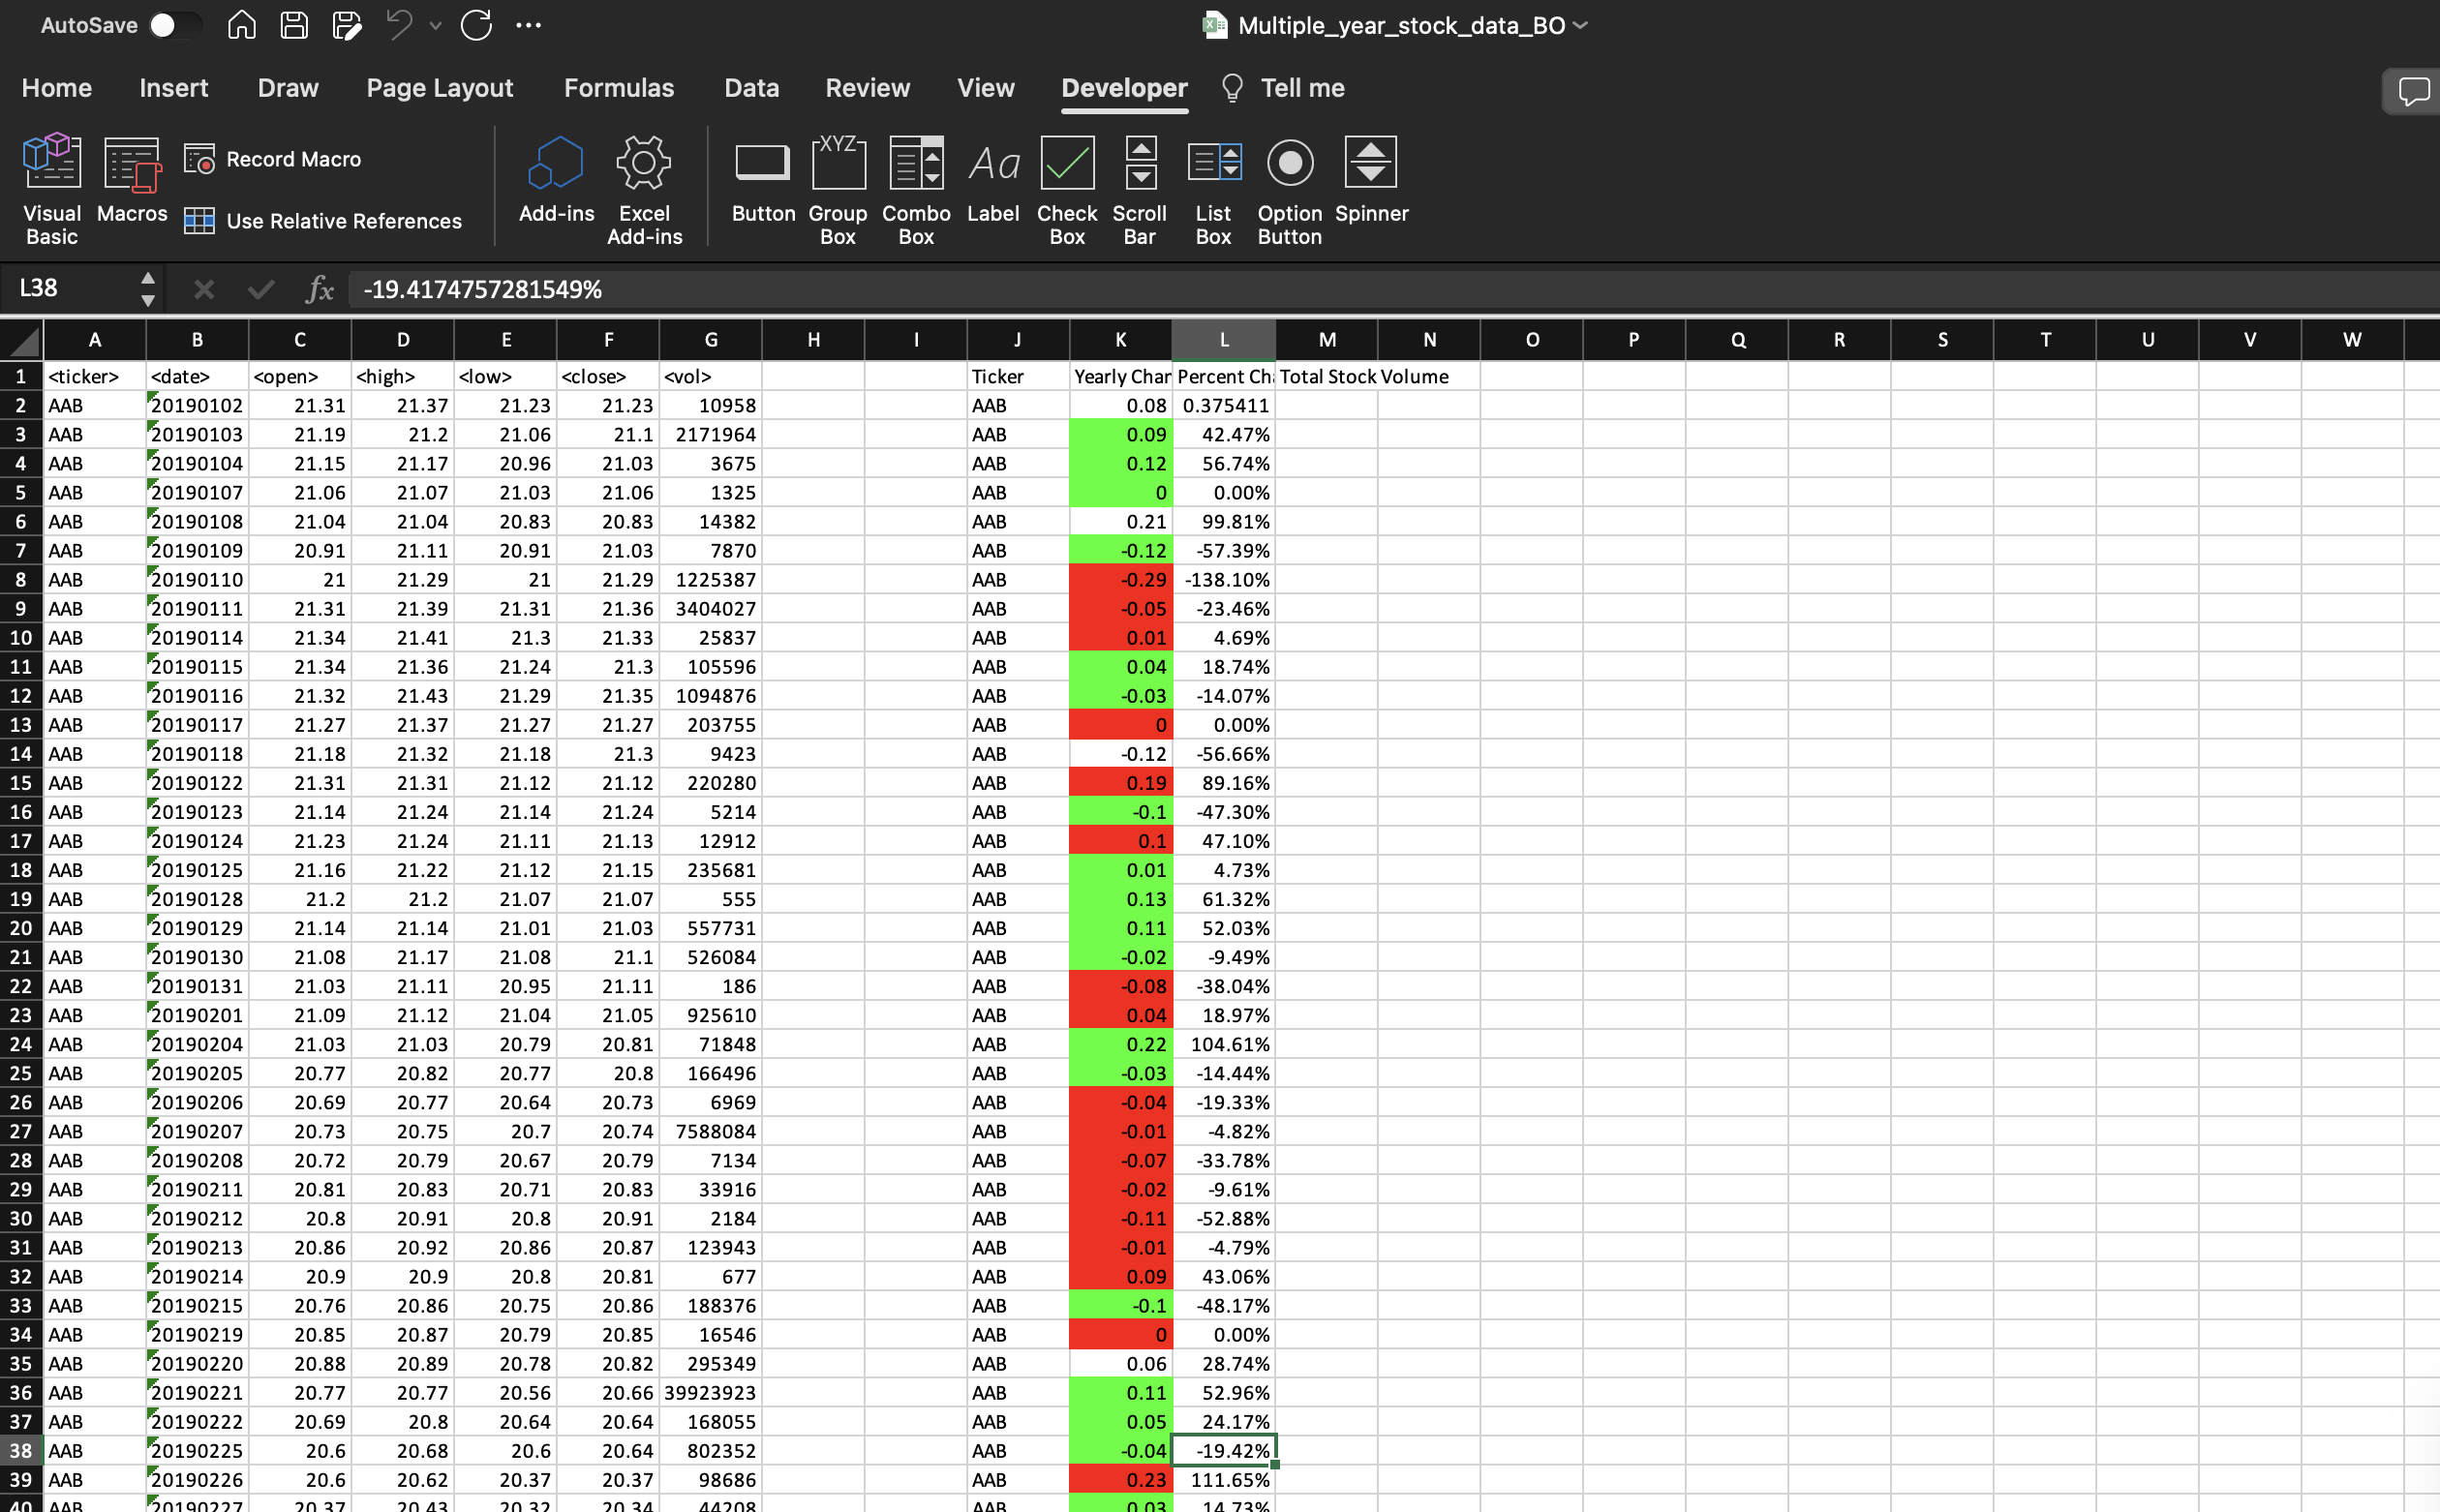 AutoSave Multiple_year_stock_data_BO
Home Insert Draw Page Layout Formulas Data Review View Developer Tell me
Visual Basic Macros Record Macro Use Relative References Add-ins Excel Add-ins Button XYZ Group Box Combo Box Aa Label Check Box Scroll Bar List Box Option Button Spinner
L38 fx -19.4174757281549%
A B C D E F G H I J K L M N O P Q R S T U V W
1 <ticker> <date> <open> <high> <low> <close> <vol> Ticker Yearly Char Percent Cha Total Stock Volume
2 AAB 20190102 21.31 21.37 21.23 21.23 10958 AAB 0.08 0.375411
3 AAB 20190103 21.19 21.2 21.06 21.1 2171964 AAB 0.09 42.47%
4 AAB 20190104 21.15 21.17 20.96 21.03 3675 AAB 0.12 56.74%
5 AAB 20190107 21.06 21.07 21.03 21.06 1325 AAB 0 0.00%
6 AAB 20190108 21.04 21.04 20.83 20.83 14382 AAB 0.21 99.81%
7 AAB 20190109 20.91 21.11 20.91 21.03 7870 AAB -0.12 -57.39%
8 AAB 20190110 21 21.29 21 21.29 1225387 AAB -0.29 -138.10%
9 AAB 20190111 21.31 21.39 21.31 21.36 3404027 AAB -0.05 -23.46%
10 AAB 20190114 21.34 21.41 21.3 21.33 25837 AAB 0.01 4.69%
11 AAB 20190115 21.34 21.36 21.24 21.3 105596 AAB 0.04 18.74%
12 AAB 20190116 21.32 21.43 21.29 21.35 1094876 AAB -0.03 -14.07%
13 AAB 20190117 21.27 21.37 21.27 21.27 203755 AAB 0 0.00%
14 AAB 20190118 21.18 21.32 21.18 21.3 9423 AAB -0.12 -56.66%
15 AAB 20190122 21.31 21.31 21.12 21.12 220280 AAB 0.19 89.16%
16 AAB 20190123 21.14 21.24 21.14 21.24 5214 AAB -0.1 -47.30%
17 AAB 20190124 21.23 21.24 21.11 21.13 12912 AAB 0.1 47.10%
18 AAB 20190125 21.16 21.22 21.12 21.15 235681 AAB 0.01 4.73%
19 AAB 20190128 21.2 21.2 21.07 21.07 555 AAB 0.13 61.32%
20 AAB 20190129 21.14 21.14 21.01 21.03 557731 AAB 0.11 52.03%
21 AAB 20190130 21.08 21.17 21.08 21.1 526084 AAB -0.02 -9.49%
22 AAB 20190131 21.03 21.11 20.95 21.11 186 AAB -0.08 -38.04%
23 AAB 20190201 21.09 21.12 21.04 21.05 925610 AAB 0.04 18.97%
24 AAB 20190204 21.03 21.03 20.79 20.81 71848 AAB 0.22 104.61%
25 AAB 20190205 20.77 20.82 20.77 20.8 166496 AAB -0.03 -14.44%
26 AAB 20190206 20.69 20.77 20.64 20.73 6969 AAB -0.04 -19.33%
27 AAB 20190207 20.73 20.75 20.7 20.74 7588084 AAB -0.01 -4.82%
28 AAB 20190208 20.72 20.79 20.67 20.79 7134 AAB -0.07 -33.78%
29 AAB 20190211 20.81 20.83 20.71 20.83 33916 AAB -0.02 -9.61%
30 AAB 20190212 20.8 20.91 20.8 20.91 2184 AAB -0.11 -52.88%
31 AAB 20190213 20.86 20.92 20.86 20.87 123943 AAB -0.01 -4.79%
32 AAB 20190214 20.9 20.9 20.8 20.81 677 AAB 0.09 43.06%
33 AAB 20190215 20.76 20.86 20.75 20.86 188376 AAB -0.1 -48.17%
34 AAB 20190219 20.85 20.87 20.79 20.85 16546 AAB 0 0.00%
35 AAB 20190220 20.88 20.89 20.78 20.82 295349 AAB 0.06 28.74%
36 AAB 20190221 20.77 20.77 20.56 20.66 39923923 AAB 0.11 52.96%
37 AAB 20190222 20.69 20.8 20.64 20.64 168055 AAB 0.05 24.17%
38 AAB 20190225 20.6 20.68 20.6 20.64 802352 AAB -0.04 -19.42%
39 AAB 20190226 20.6 20.62 20.37 20.37 98686 AAB 0.23 111.65%
40 AAB 20190227 20.37 20.43 20.32 20.34 44208 AAB 0.03 14.73%